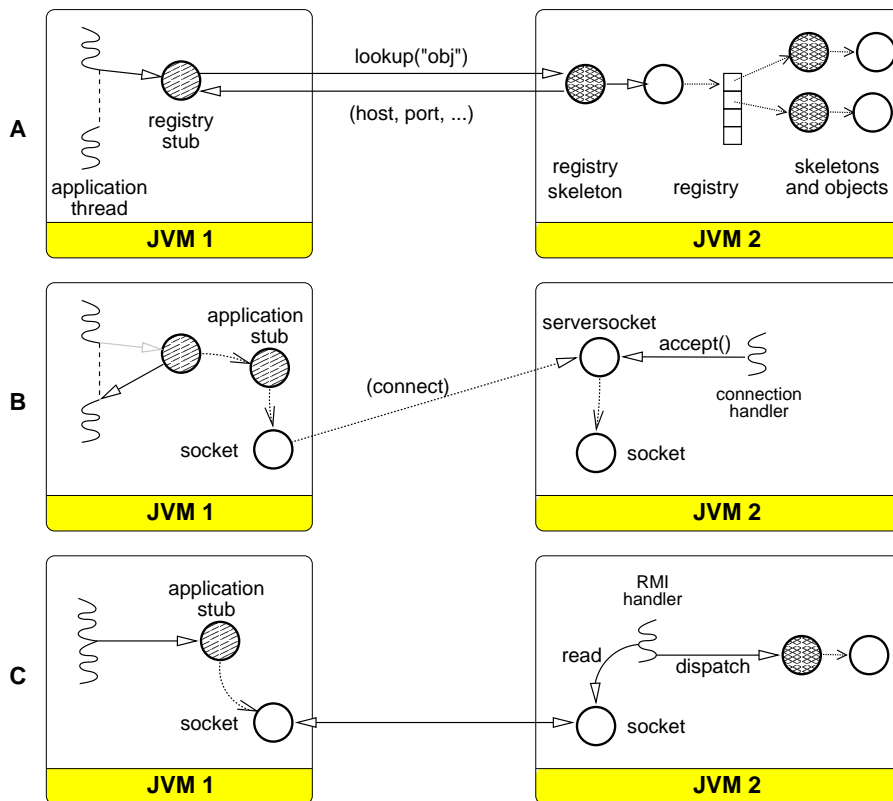 lookup("obj")
A
(host, port, ...)
registry
stub
application
thread
registry
skeleton
registry
skeletons
and objects
JVM 1
JVM 2
B
application
stub
(connect)
serversocket
accept()
connection
handler
socket
socket
JVM 1
JVM 2
C
application
stub
RMI
handler
read
dispatch
socket
socket
JVM 1
JVM 2